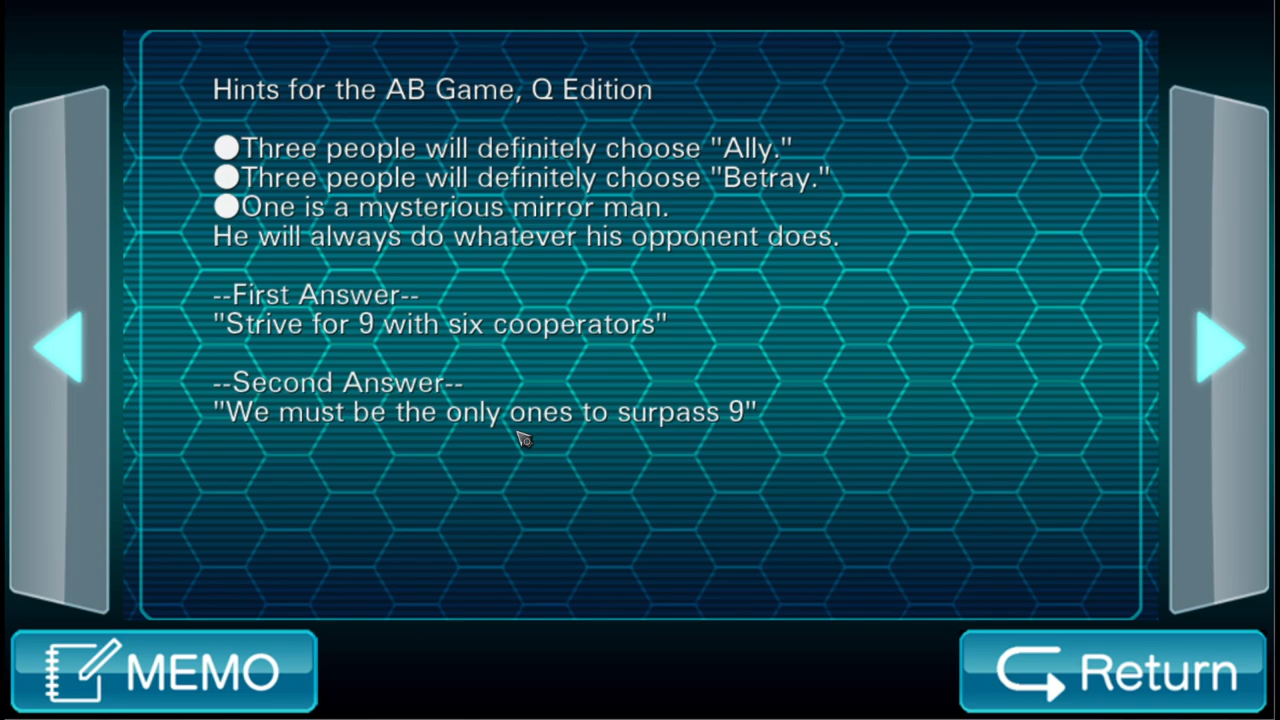 Hints for the AB Game, Q Edition
●Three people will definitely choose "Ally."
●Three people will definitely choose "Betray."
●One is a mysterious mirror man.
He will always do whatever his opponent does.
--First Answer--
"Strive for 9 with six cooperators"
--Second Answer--
"We must be the only ones to surpass 9"
MEMO
Return